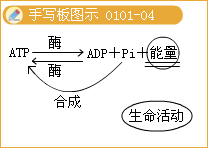 手写板图示 0101-04
酶
ATP ADP＋Pi＋能量
酶
合成
生命活动